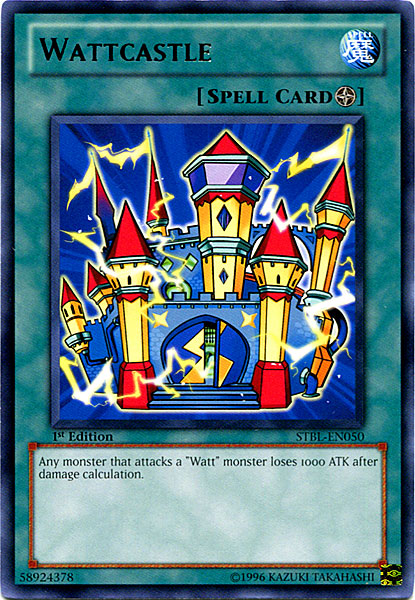 WATTCASTLE
魔
[SPELL CARD]
1st Edition
STBL-EN050
Any monster that attacks a "Watt" monster loses 1000 ATK after
damage calculation.
58924378
©1996 KAZUKI TAKAHASHI